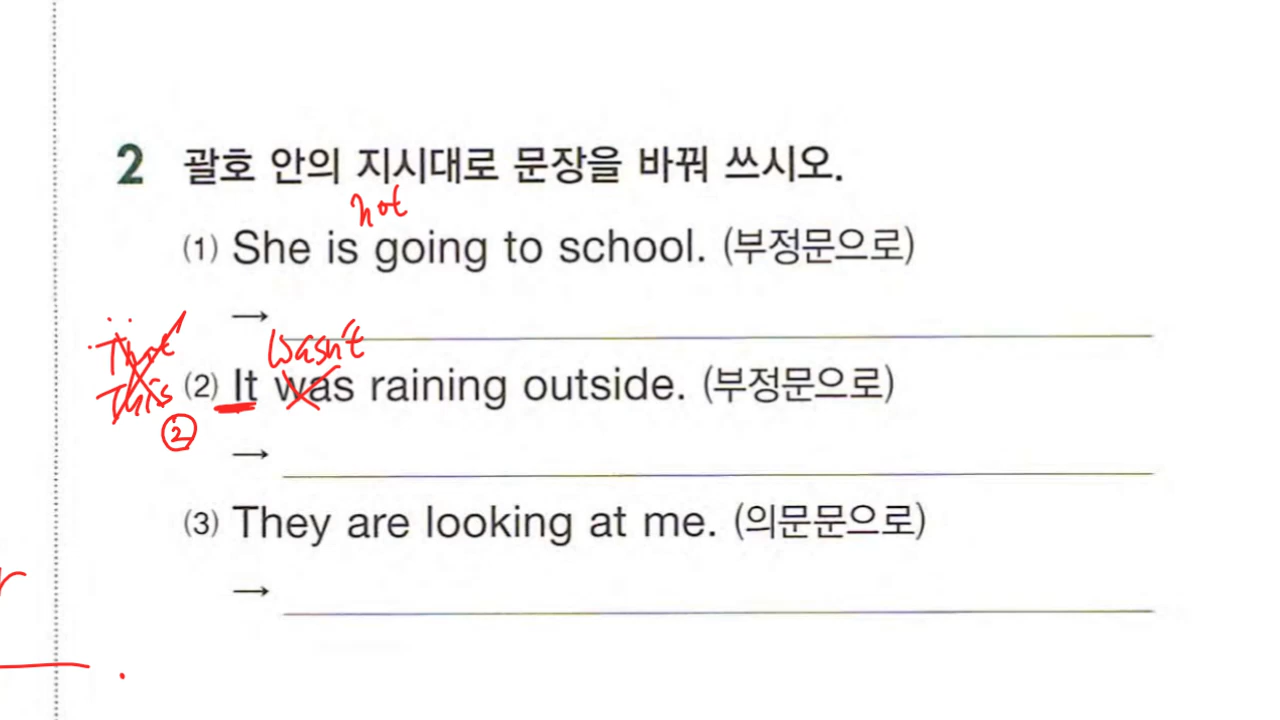 2 괄호 안의 지시대로 문장을 바꿔 쓰시오.
not
(1) She is going to school. (부정문으로)
→
That
wasn't
This (2) It was raining outside. (부정문으로)
②
→
(3) They are looking at me. (의문문으로)
→